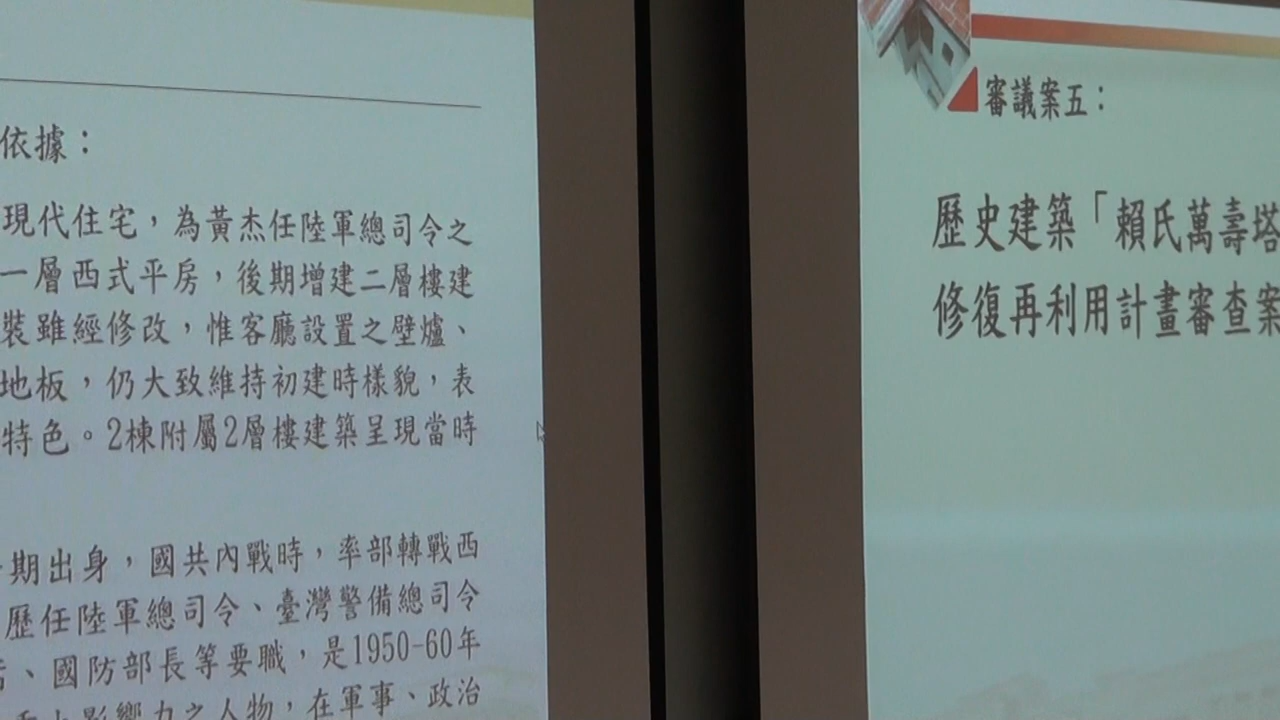 依據：
現代住宅，為黃杰任陸軍總司令之
一層西式平房，後期增建二層樓建
裝雖經修改，惟客廳設置之壁爐、
地板，仍大致維持初建時樣貌，表
特色。2棟附屬2層樓建築呈現當時
期出身，國共內戰時，率部轉戰西
歷任陸軍總司令、臺灣警備總司令
、國防部長等要職，是1950-60年
影響力之人物，在軍事、政治
審議案五：
歷史建築「賴氏萬壽塔
修復再利用計畫審查案